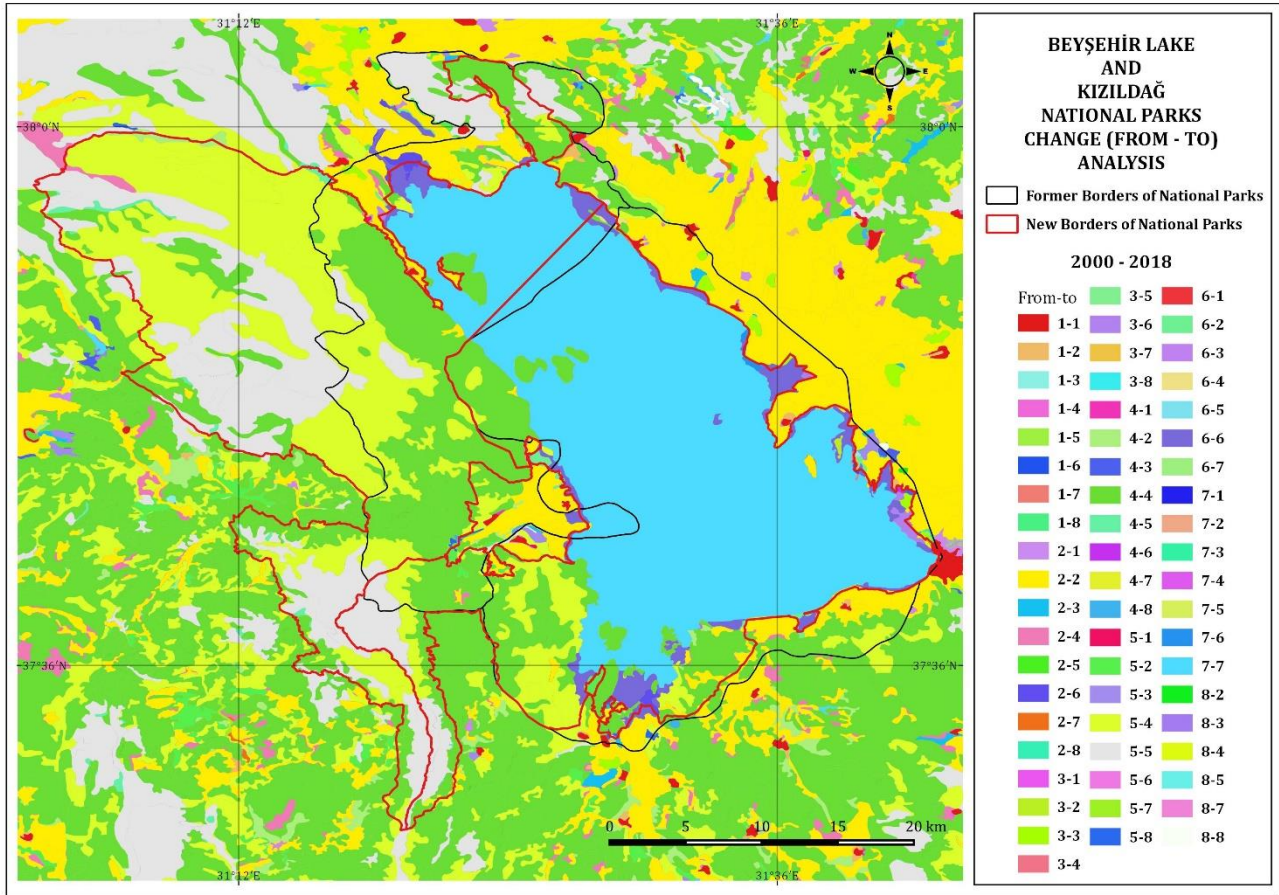 31°12'E
31°36'E
N
W
E
S
38°0'N
38°0'N
37°36'N
37°36'N
0
5
10
15
20 km
31°12'E
31°36'E
BEYŞEHİR LAKE
AND
KIZILDAĞ
NATIONAL PARKS
CHANGE (FROM - TO)
ANALYSIS
Former Borders of National Parks
New Borders of National Parks
2000 - 2018
From-to
1-1
1-2
1-3
1-4
1-5
1-6
1-7
1-8
2-1
2-2
2-3
2-4
2-5
2-6
2-7
2-8
3-1
3-2
3-3
3-4
3-5
3-6
3-7
3-8
4-1
4-2
4-3
4-4
4-5
4-6
4-7
4-8
5-1
5-2
5-3
5-4
5-5
5-6
5-7
5-8
6-1
6-2
6-3
6-4
6-5
6-6
6-7
7-1
7-2
7-3
7-4
7-5
7-6
7-7
8-2
8-3
8-4
8-5
8-7
8-8